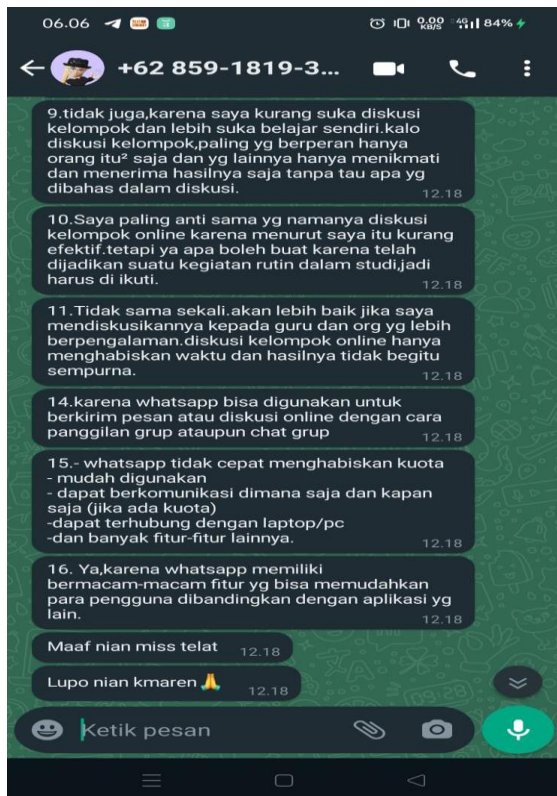 06.06
0.00 KB/S 4G 84%
+62 859-1819-3...
9.tidak juga,karena saya kurang suka diskusi
kelompok dan lebih suka belajar sendiri.kalo
diskusi kelompok,paling yg berperan hanya
orang itu² saja dan yg lainnya hanya menikmati
dan menerima hasilnya saja tanpa tau apa yg
dibahas dalam diskusi.
12.18
10.Saya paling anti sama yg namanya diskusi
kelompok online karena menurut saya itu kurang
efektif.tetapi ya apa boleh buat karena telah
dijadikan suatu kegiatan rutin dalam studi,jadi
harus di ikuti.
12.18
11.Tidak sama sekali.akan lebih baik jika saya
mendiskusikannya kepada guru dan org yg lebih
berpengalaman.diskusi kelompok online hanya
menghabiskan waktu dan hasilnya tidak begitu
sempurna.
12.18
14.karena whatsapp bisa digunakan untuk
berkirim pesan atau diskusi online dengan cara
panggilan grup ataupun chat grup
12.18
15.- whatsapp tidak cepat menghabiskan kuota
- mudah digunakan
- dapat berkomunikasi dimana saja dan kapan
saja (jika ada kuota)
-dapat terhubung dengan laptop/pc
-dan banyak fitur-fitur lainnya.
12.18
16. Ya,karena whatsapp memiliki
bermacam-macam fitur yg bisa memudahkan
para pengguna dibandingkan dengan aplikasi yg
lain.
12.18
Maaf nian miss telat
12.18
Lupo nian kmaren 🙏
12.18
Ketik pesan